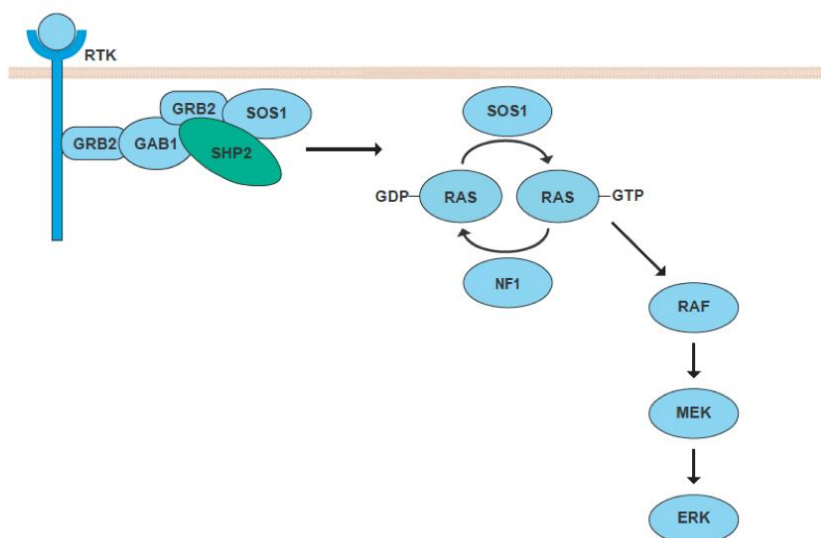 RTK
GRB2
SOS1
GRB2
GAB1
SHP2
SOS1
GDP
RAS
RAS
GTP
NF1
RAF
MEK
ERK